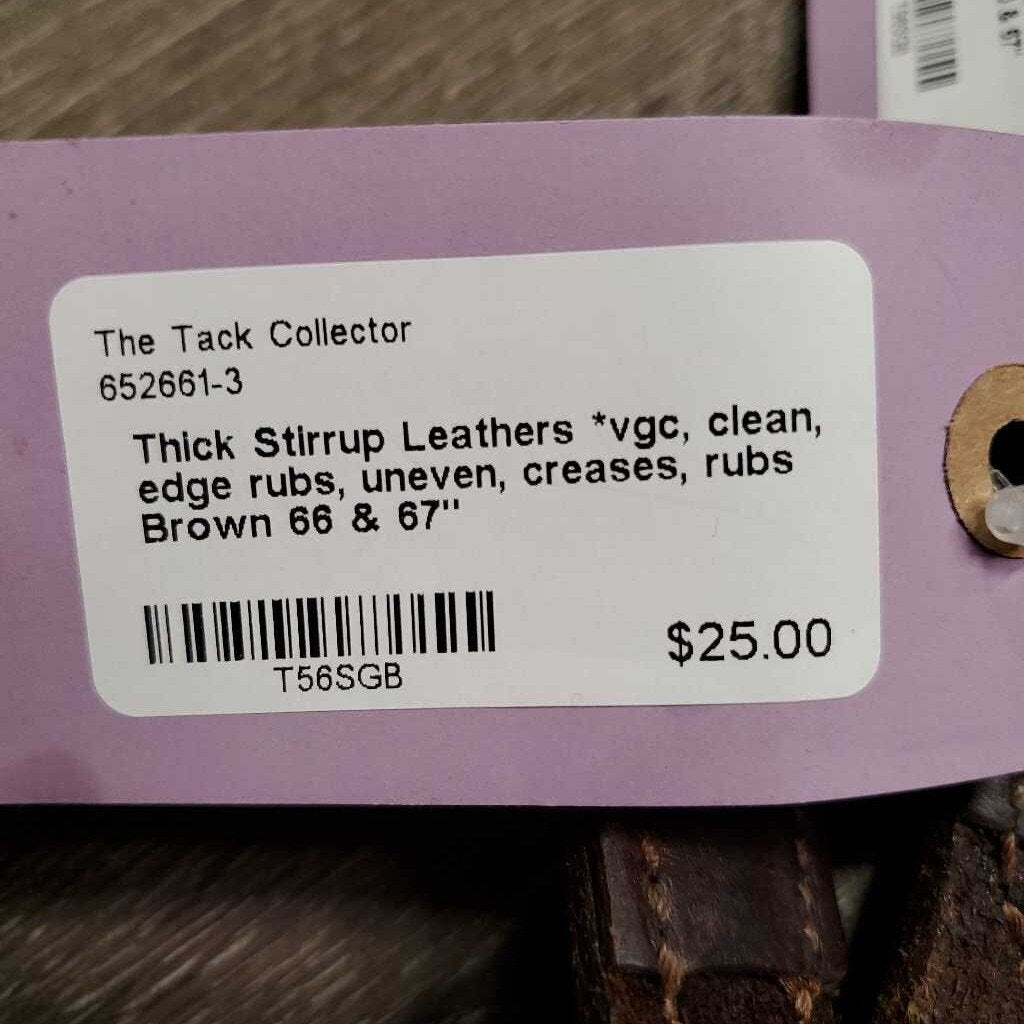 The Tack Collector
652661-3
Thick Stirrup Leathers *vgc, clean,
edge rubs, uneven, creases, rubs
Brown 66 & 67"
T56SGB
$25.00
& 67"